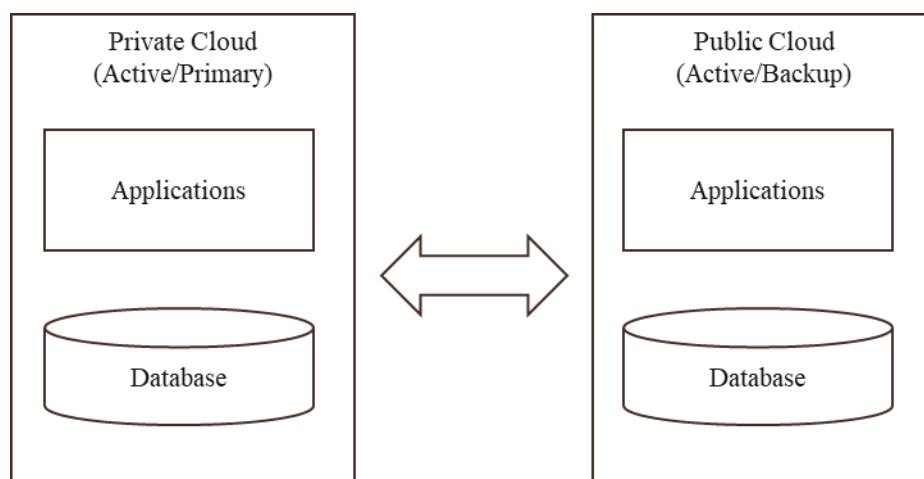 Private Cloud
(Active/Primary)
Applications
Database
Public Cloud
(Active/Backup)
Applications
Database